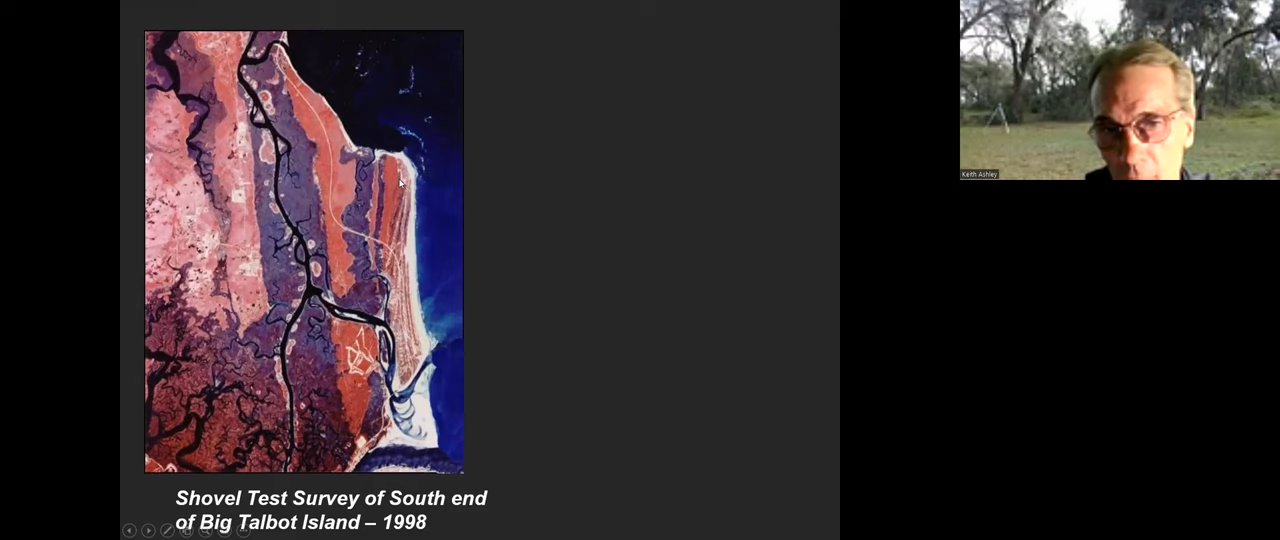 Keith Ashley
Shovel Test Survey of South end
of Big Talbot Island – 1998